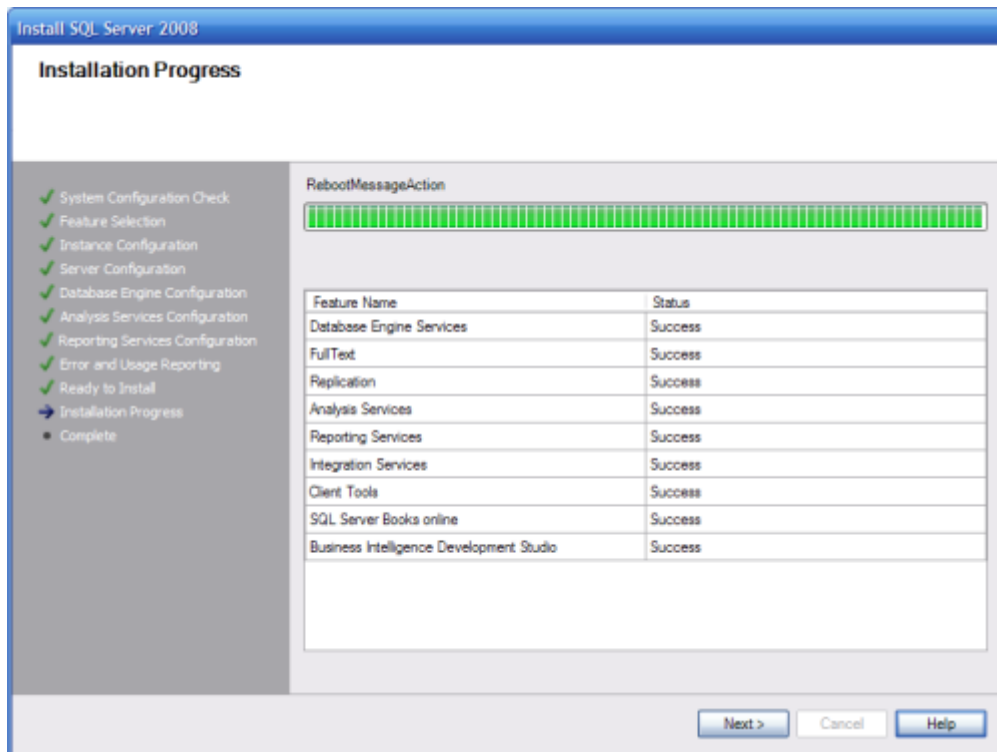 Install SQL Server 2008
Installation Progress
System Configuration Check
Feature Selection
Instance Configuration
Server Configuration
Database Engine Configuration
Analysis Services Configuration
Reporting Services Configuration
Error and Usage Reporting
Ready to Install
Installation Progress
Complete
RebootMessageAction
Feature Name Status
Database Engine Services Success
FullText Success
Replication Success
Analysis Services Success
Reporting Services Success
Integration Services Success
Client Tools Success
SQL Server Books online Success
Business Intelligence Development Studio Success
Next > Cancel Help